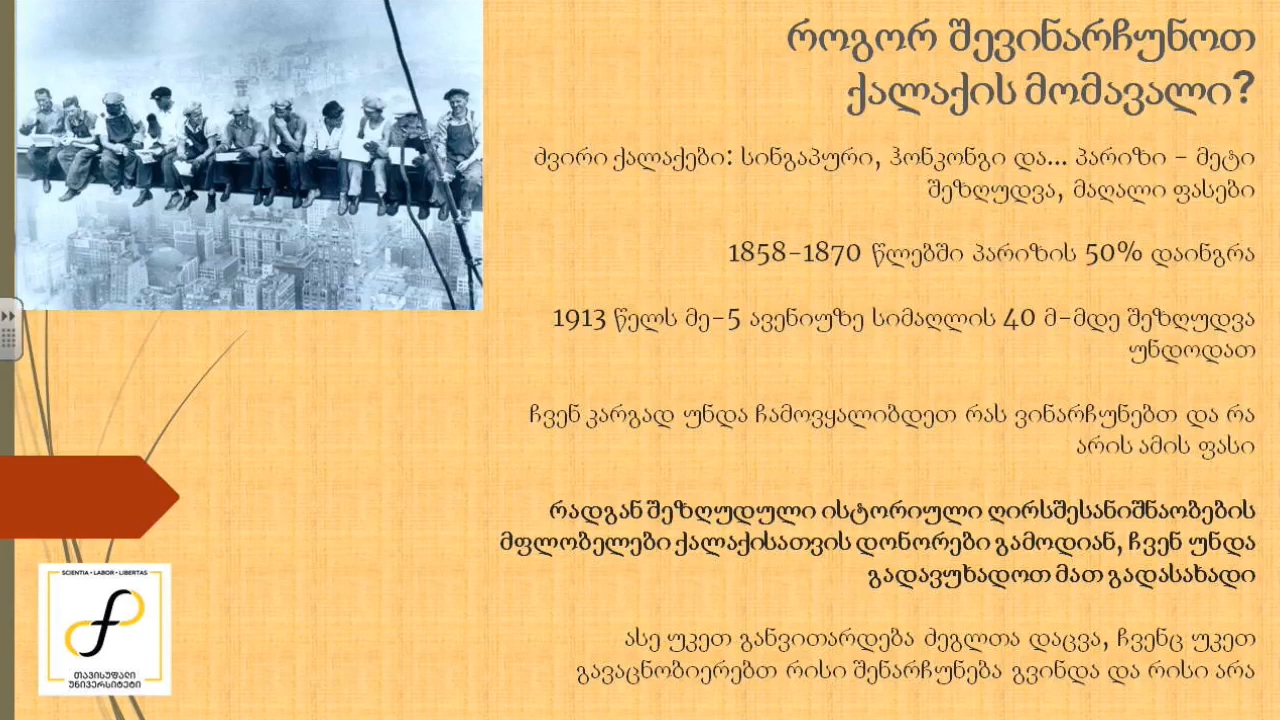 როგორ შევინარჩუნოთ
ქალაქის მომავალი?
ძვირი ქალაქები: სინგაპური, ჰონკონგი და... პარიზი - მეტი
შეზღუდვა, მაღალი ფასები
1858-1870 წლებში პარიზის 50% დაინგრა
1913 წელს მე-5 ავენიუზე სიმაღლის 40 მ-მდე შეზღუდვა
უნდოდათ
ჩვენ კარგად უნდა ჩამოვყალიბდეთ რას ვინარჩუნებთ და რა
არის ამის ფასი
რადგან შეზღუდული ისტორიული ღირსშესანიშნაობების
მფლობელები ქალაქისათვის დონორები გამოდიან, ჩვენ უნდა
გადავუხადოთ მათ გადასახადი
ასე უკეთ განვითარდება ძეგლთა დაცვა, ჩვენც უკეთ
გავაცნობიერებთ რისი შენარჩუნება გვინდა და რისი არა
SCIENTIA • LABOR • LIBERTAS
თავისუფალი
უნივერსიტეტი